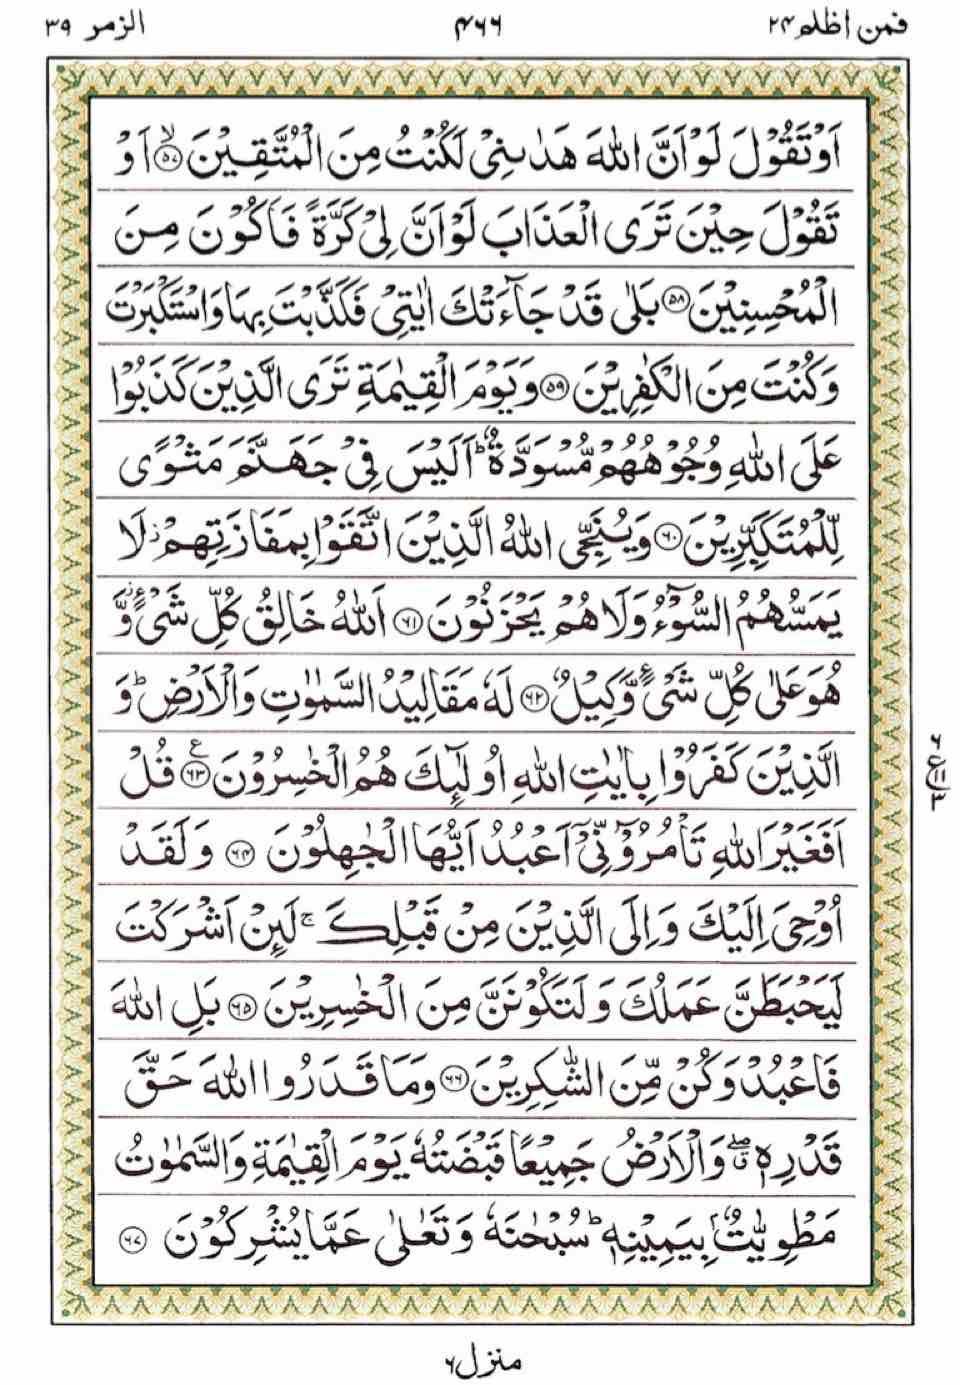 فمن اظلم ٢٤ ٤٦٦ الزمر ٣٩
اَوْ تَقُوْلَ لَوْ اَنَّ اللّٰهَ هَدٰىنِیْ لَكُنْتُ مِنَ الْمُتَّقِیْنَۙ ﴿٥٧﴾ اَوْ
تَقُوْلَ حِیْنَ تَرَی الْعَذَابَ لَوْ اَنَّ لِیْ كَرَّةً فَاَكُوْنَ مِنَ
الْمُحْسِنِیْنَ ﴿٥٨﴾ بَلٰی قَدْ جَآءَتْكَ اٰیٰتِیْ فَكَذَّبْتَ بِهَا وَاسْتَكْبَرْتَ
وَ كُنْتَ مِنَ الْكٰفِرِیْنَ ﴿٥٩﴾ وَ یَوْمَ الْقِیٰمَةِ تَرَی الَّذِیْنَ كَذَبُوْا
عَلَی اللّٰهِ وُجُوْهُهُمْ مُّسْوَدَّةٌ ؕ اَلَیْسَ فِیْ جَهَنَّمَ مَثْوًی
لِّلْمُتَكَبِّرِیْنَ ﴿٦٠﴾ وَ یُنَجِّی اللّٰهُ الَّذِیْنَ اتَّقَوْا بِمَفَازَتِهِمْ ؗ لَا
یَمَسُّهُمُ السُّوْٓءُ وَ لَا هُمْ یَحْزَنُوْنَ ﴿٦١﴾ اَللّٰهُ خَالِقُ كُلِّ شَیْءٍ ؗ وَّ
هُوَ عَلٰی كُلِّ شَیْءٍ وَّكِیْلٌ ﴿٦٢﴾ لَهٗ مَقَالِیْدُ السَّمٰوٰتِ وَ الْاَرْضِ ؕ وَ
الَّذِیْنَ كَفَرُوْا بِاٰیٰتِ اللّٰهِ اُولٰٓىِٕكَ هُمُ الْخٰسِرُوْنَ ﴿٦٣﴾ ع قُلْ
اَفَغَیْرَ اللّٰهِ تَاْمُرُوْٓنِّیْٓ اَعْبُدُ اَیُّهَا الْجٰهِلُوْنَ ﴿٦٤﴾ وَ لَقَدْ
اُوْحِیَ اِلَیْكَ وَ اِلَی الَّذِیْنَ مِنْ قَبْلِكَ ۚ لَىِٕنْ اَشْرَكْتَ
لَیَحْبَطَنَّ عَمَلُكَ وَ لَتَكُوْنَنَّ مِنَ الْخٰسِرِیْنَ ﴿٦٥﴾ بَلِ اللّٰهَ
فَاعْبُدْ وَ كُنْ مِّنَ الشّٰكِرِیْنَ ﴿٦٦﴾ وَ مَا قَدَرُوا اللّٰهَ حَقَّ
قَدْرِهٖ ۖۗ وَ الْاَرْضُ جَمِیْعًا قَبْضَتُهٗ یَوْمَ الْقِیٰمَةِ وَ السَّمٰوٰتُ
مَطْوِیّٰتٌۢ بِیَمِیْنِهٖ ؕ سُبْحٰنَهٗ وَ تَعٰلٰی عَمَّا یُشْرِكُوْنَ ﴿٦٧﴾
منزل ٦